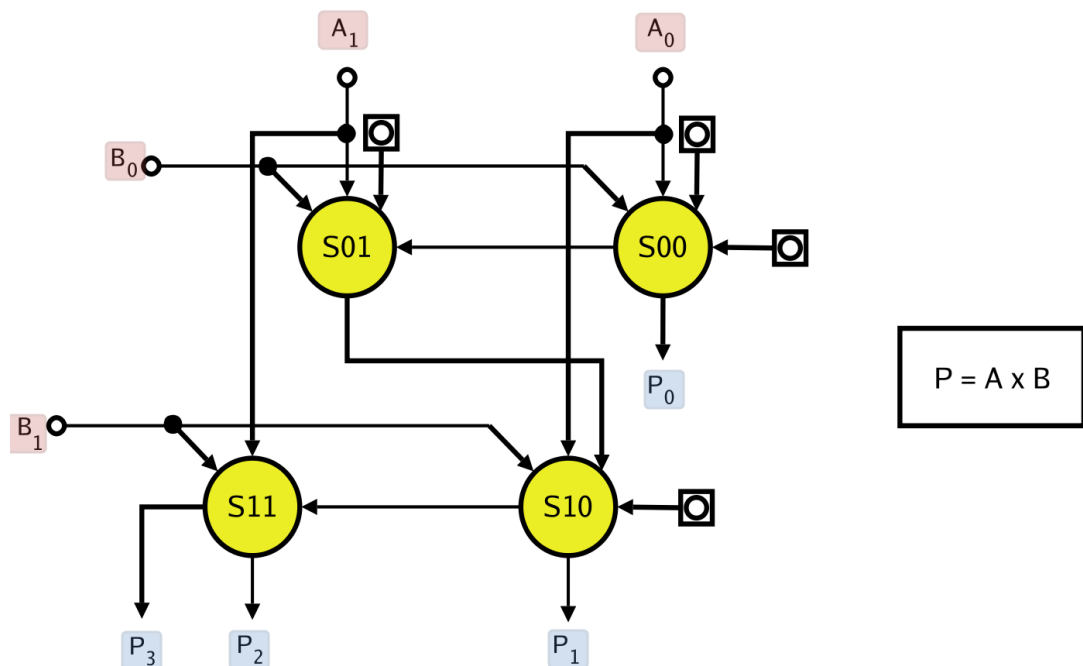 A₁ A₀
B₀
S01 S00
P₀
P = A x B
B₁
S11 S10
P₃ P₂ P₁